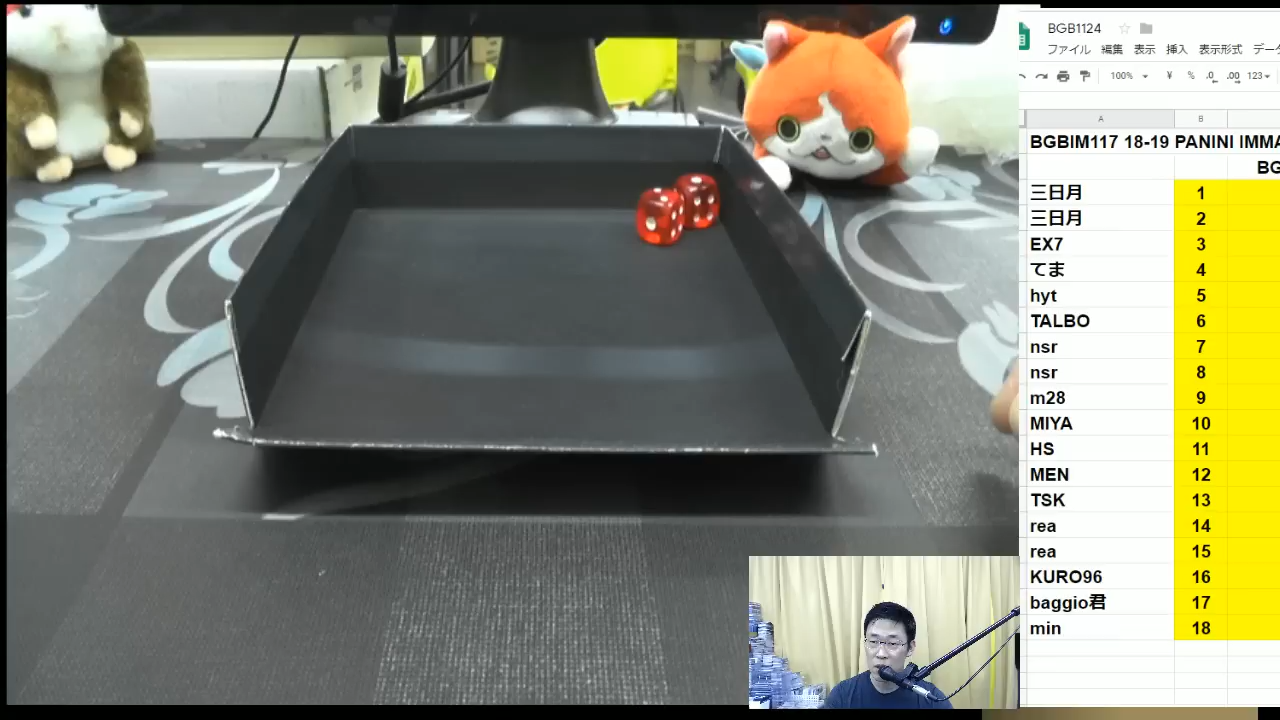 BGB1124
ファイル 編集 表示 挿入 表示形式 データ
100% ¥ % .0 .00 123
A B
BGBIM117 18-19 PANINI IMMA
BG
三日月 1
三日月 2
EX7 3
てま 4
hyt 5
TALBO 6
nsr 7
nsr 8
m28 9
MIYA 10
HS 11
MEN 12
TSK 13
rea 14
rea 15
KURO96 16
baggio君 17
min 18